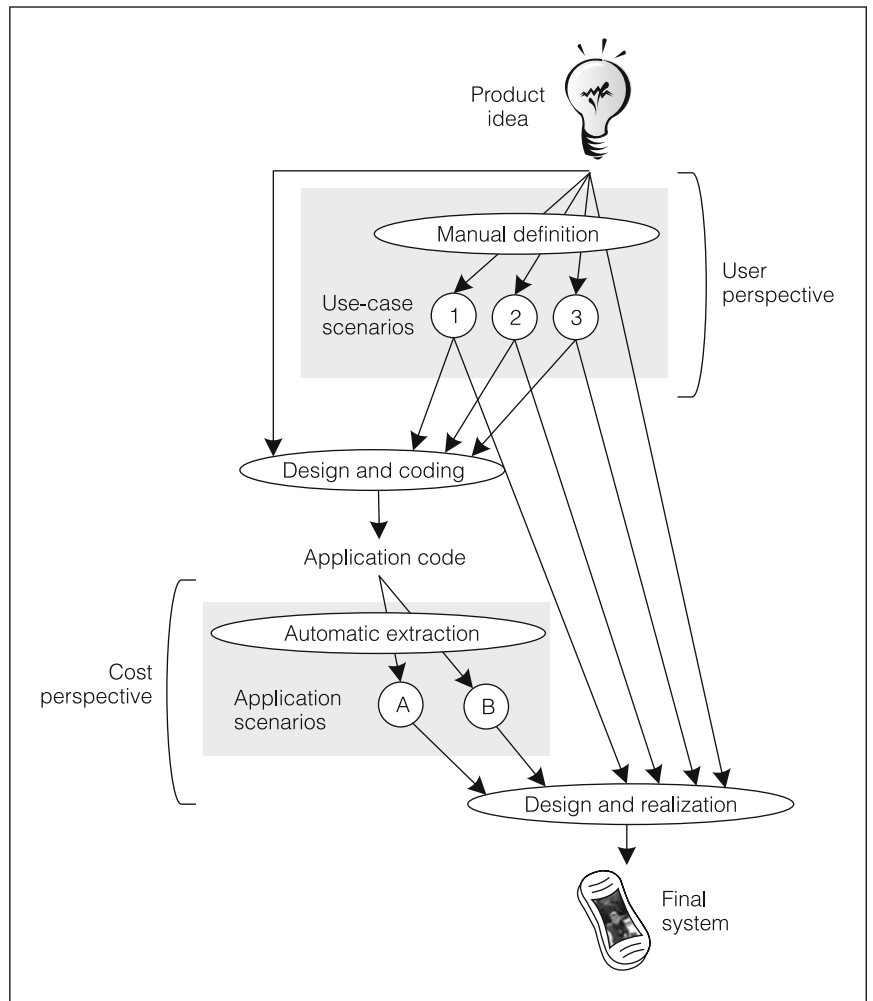 Product
idea
Manual definition
User
perspective
Use-case
scenarios
1
2
3
Design and coding
Application code
Automatic extraction
Cost
perspective
Application
scenarios
A
B
Design and realization
Final
system